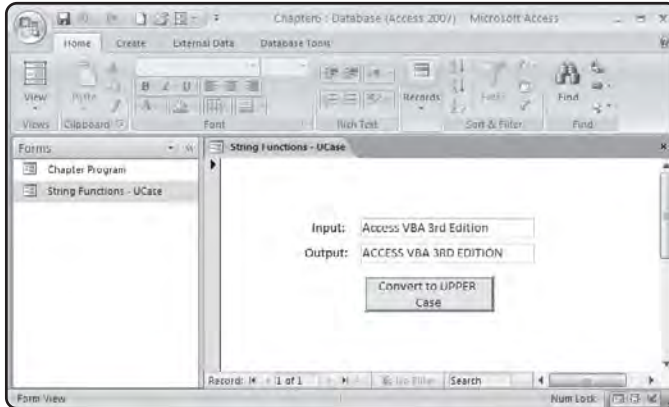 Chapter6 : Database (Access 2007) Microsoft Access
Home Create External Data Database Tools
View Paste B I U Records Filter Find
Views Clipboard Font Rich Text Sort & Filter Find
Forms
Chapter Program
String Functions - UCase
String Functions - UCase
Input: Access VBA 3rd Edition
Output: ACCESS VBA 3RD EDITION
Convert to UPPER
Case
Record: 1 of 1 No Filter Search
Form View Num Lock